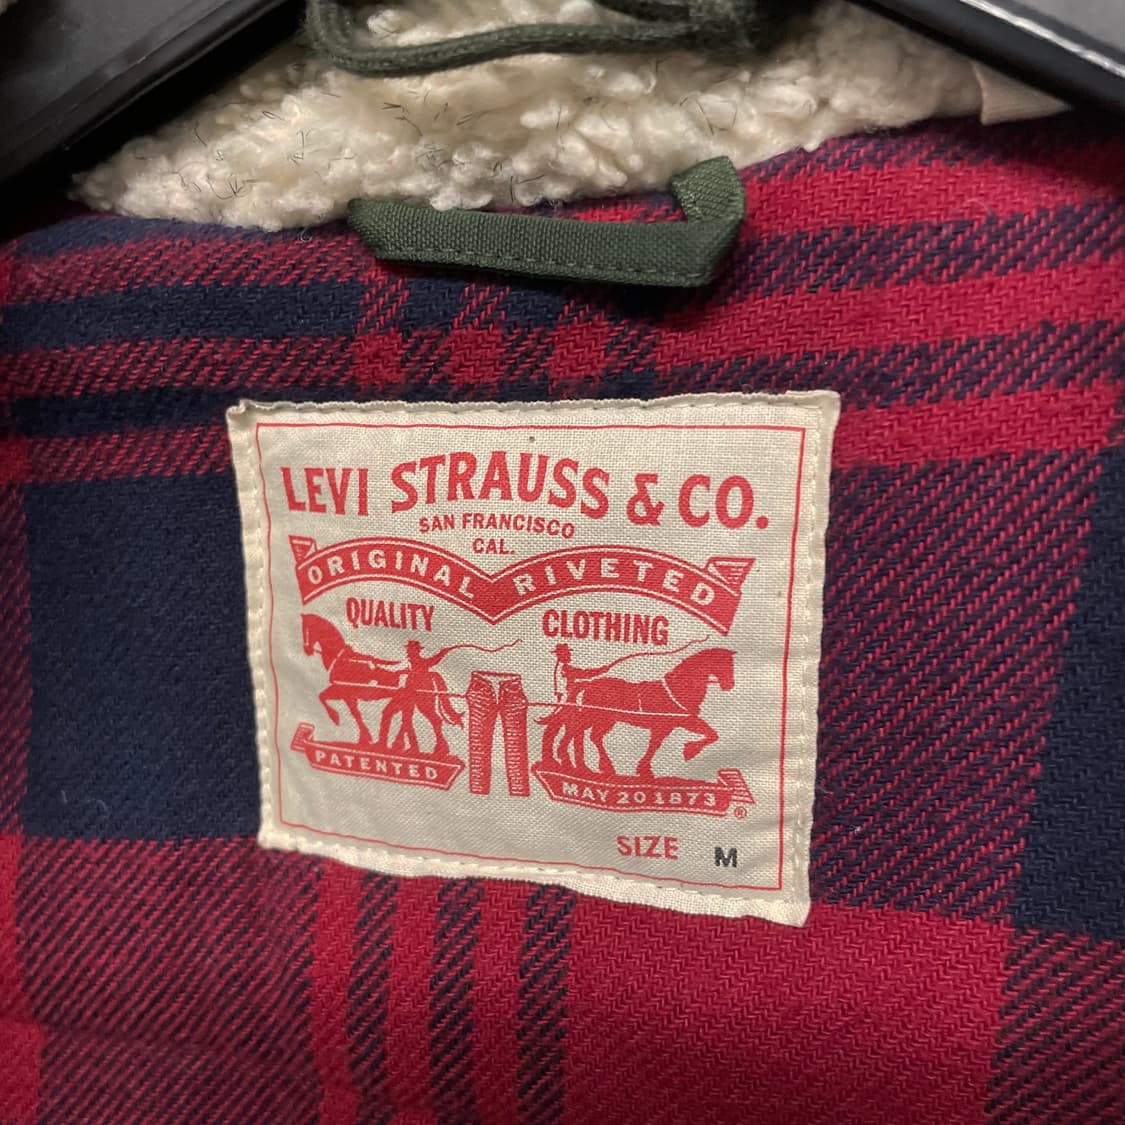 LEVI STRAUSS & CO.
SAN FRANCISCO
CAL.
ORIGINAL RIVETED
QUALITY CLOTHING
PATENTED
MAY 20 1873 ®
SIZE M